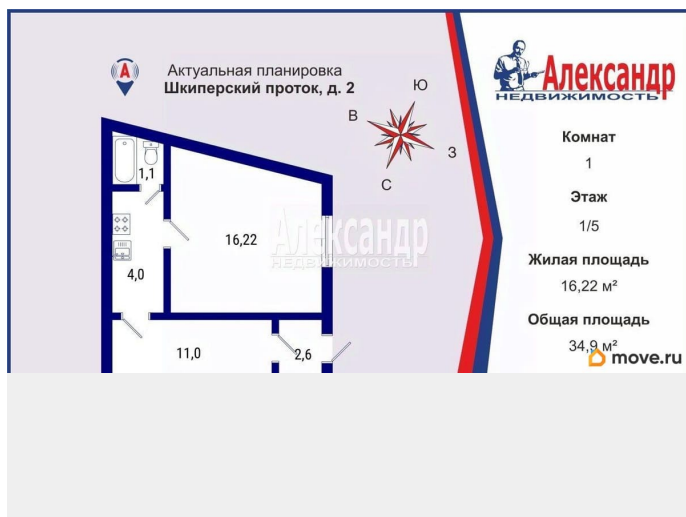 А
Актуальная планировка
Шкиперский проток, д. 2
Ю
В
З
С
1,1
16,22
4,0
11,0
2,6
Александр
НЕДВИЖИМОСТЬ
Александр
НЕДВИЖИМОСТЬ
Комнат
1
Этаж
1/5
Жилая площадь
16,22 м²
Общая площадь
34,9 м²
move.ru